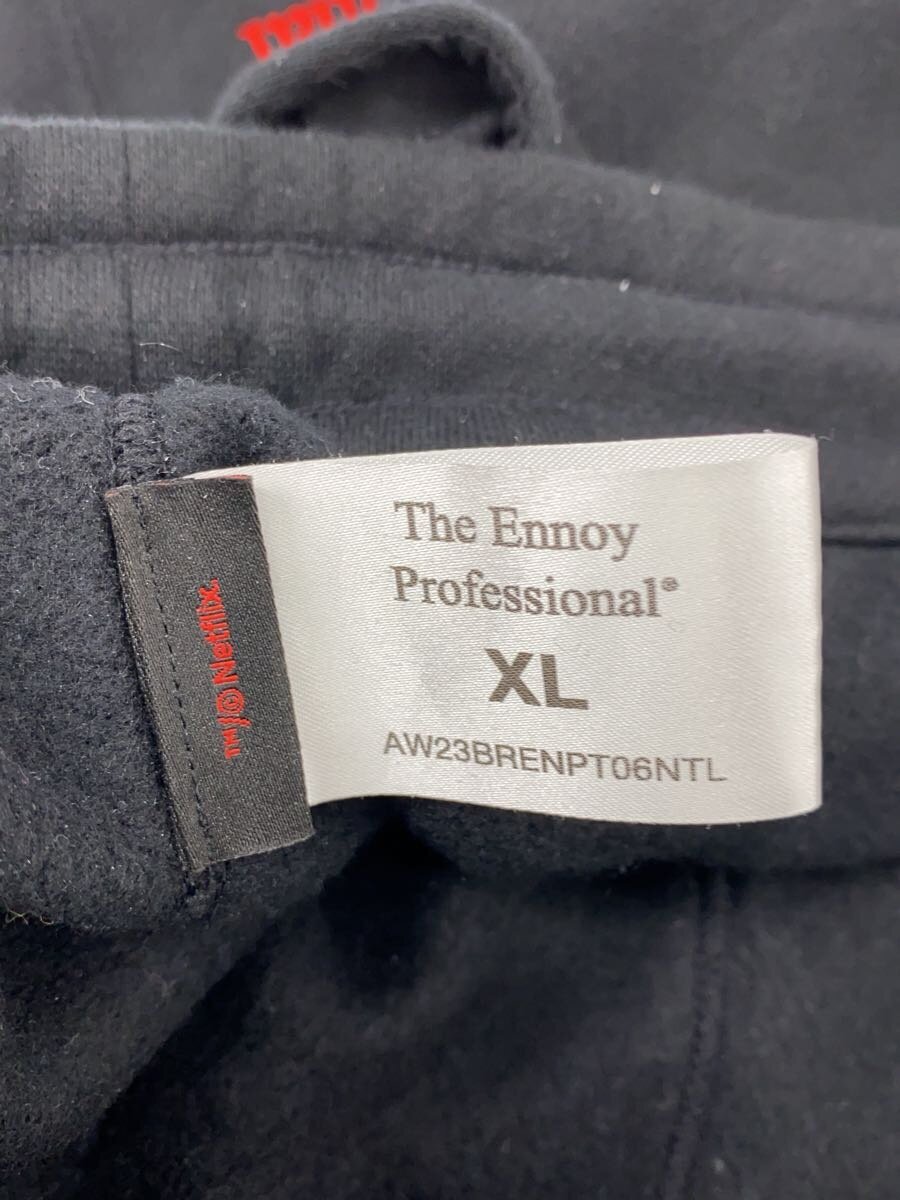 The Ennoy
Professional®
XL
AW23BRENPT06NTL
TM/© Netflix.